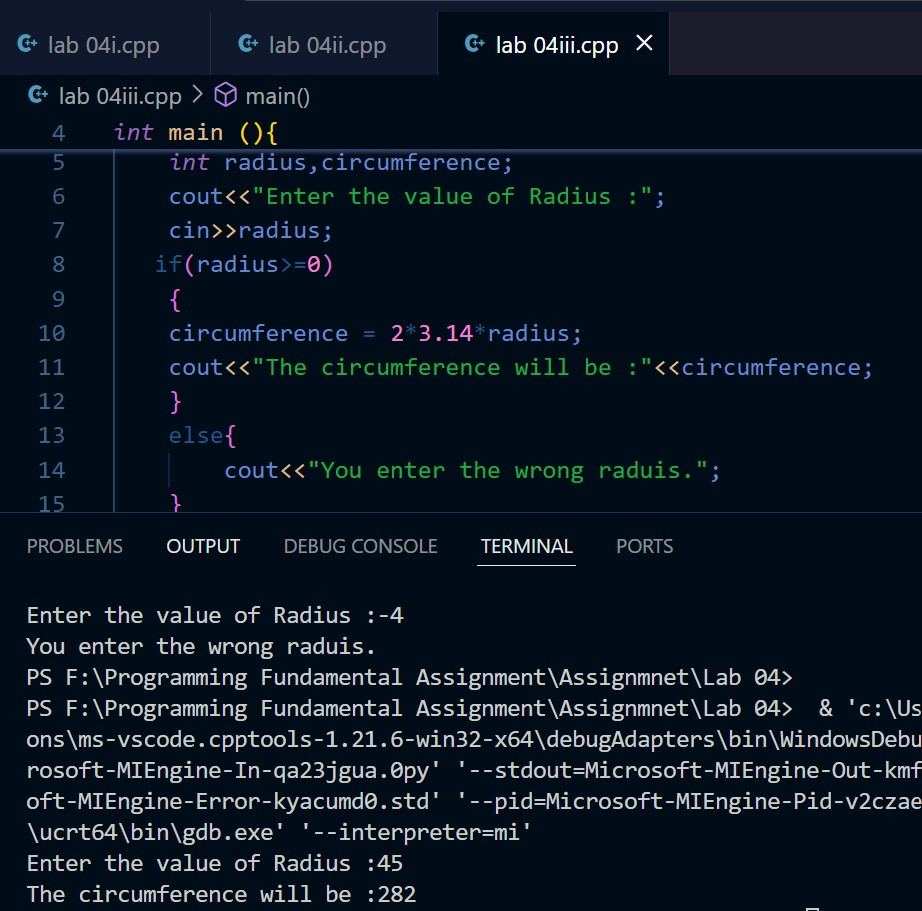 lab 04i.cpp lab 04ii.cpp lab 04iii.cpp
lab 04iii.cpp > main()
4 int main (){
5 int radius,circumference;
6 cout<<"Enter the value of Radius :";
7 cin>>radius;
8 if(radius>=0)
9 {
10 circumference = 2*3.14*radius;
11 cout<<"The circumference will be :"<<circumference;
12 }
13 else{
14 cout<<"You enter the wrong raduis.";
15 }
PROBLEMS OUTPUT DEBUG CONSOLE TERMINAL PORTS
Enter the value of Radius :-4
You enter the wrong raduis.
PS F:\Programming Fundamental Assignment\Assignmnet\Lab 04>
PS F:\Programming Fundamental Assignment\Assignmnet\Lab 04> & 'c:\Us
ons\ms-vscode.cpptools-1.21.6-win32-x64\debugAdapters\bin\WindowsDebu
rosoft-MIEngine-In-qa23jgua.0py' '--stdout=Microsoft-MIEngine-Out-kmf
oft-MIEngine-Error-kyacumd0.std' '--pid=Microsoft-MIEngine-Pid-v2czae
\ucrt64\bin\gdb.exe' '--interpreter=mi'
Enter the value of Radius :45
The circumference will be :282